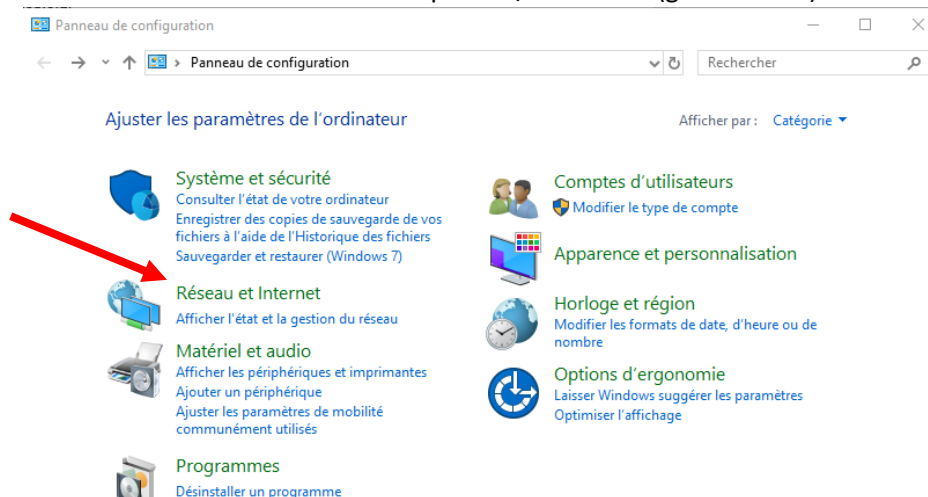 Panneau de configuration
Panneau de configuration
Rechercher
Ajuster les paramètres de l'ordinateur
Afficher par : Catégorie
Système et sécurité
Consulter l'état de votre ordinateur
Enregistrer des copies de sauvegarde de vos
fichiers à l'aide de l'Historique des fichiers
Sauvegarder et restaurer (Windows 7)
Réseau et Internet
Afficher l'état et la gestion du réseau
Matériel et audio
Afficher les périphériques et imprimantes
Ajouter un périphérique
Ajuster les paramètres de mobilité
communément utilisés
Programmes
Désinstaller un programme
Comptes d'utilisateurs
Modifier le type de compte
Apparence et personnalisation
Horloge et région
Modifier les formats de date, d'heure ou de
nombre
Options d'ergonomie
Laisser Windows suggérer les paramètres
Optimiser l'affichage